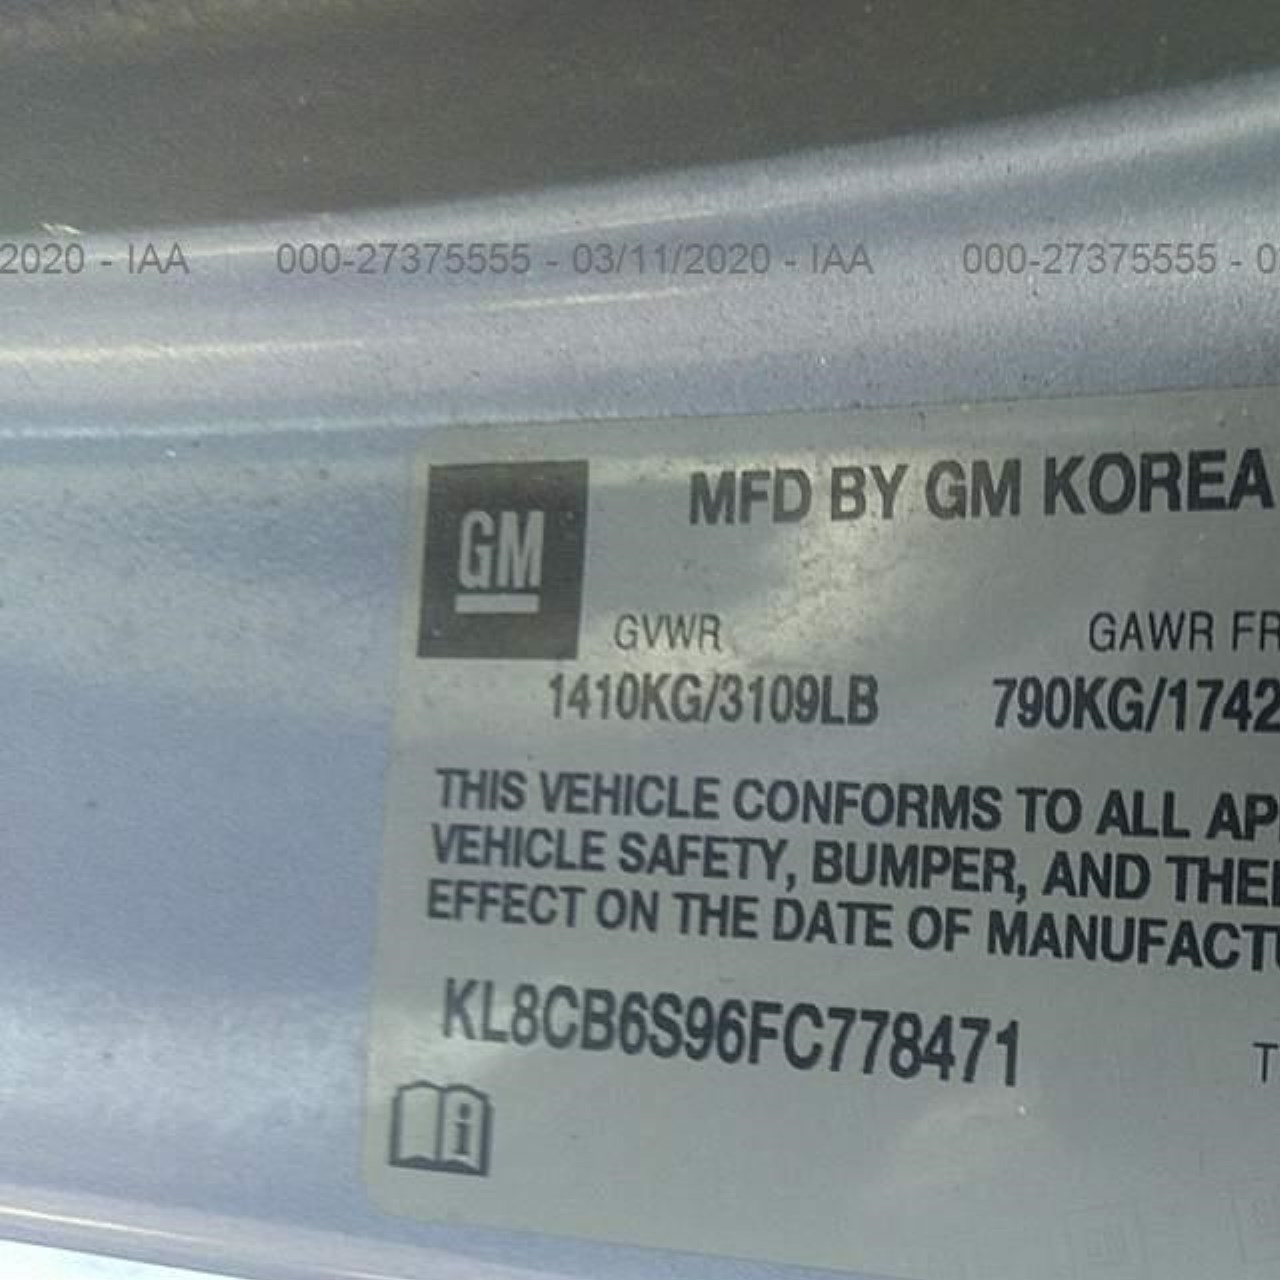 2020 - IAA 000-27375555 - 03/11/2020 - IAA 000-27375555 - 0
MFD BY GM KOREA
GM
GVWR GAWR FR
1410KG/3109LB 790KG/1742
THIS VEHICLE CONFORMS TO ALL AP
VEHICLE SAFETY, BUMPER, AND THE
EFFECT ON THE DATE OF MANUFACTU
KL8CB6S96FC778471
T
i